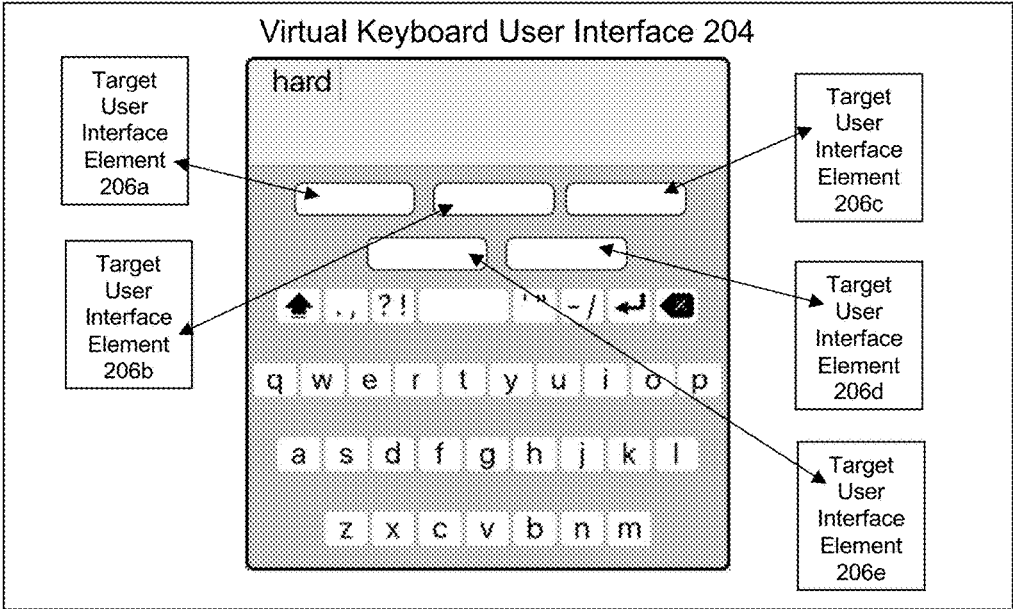 Virtual Keyboard User Interface 204
Target
User
Interface
Element
206a
Target
User
Interface
Element
206b
hard
. ,  ? !  ' "  ~ /
q w e r t y u i o p
a s d f g h j k l
z x c v b n m
Target
User
Interface
Element
206c
Target
User
Interface
Element
206d
Target
User
Interface
Element
206e